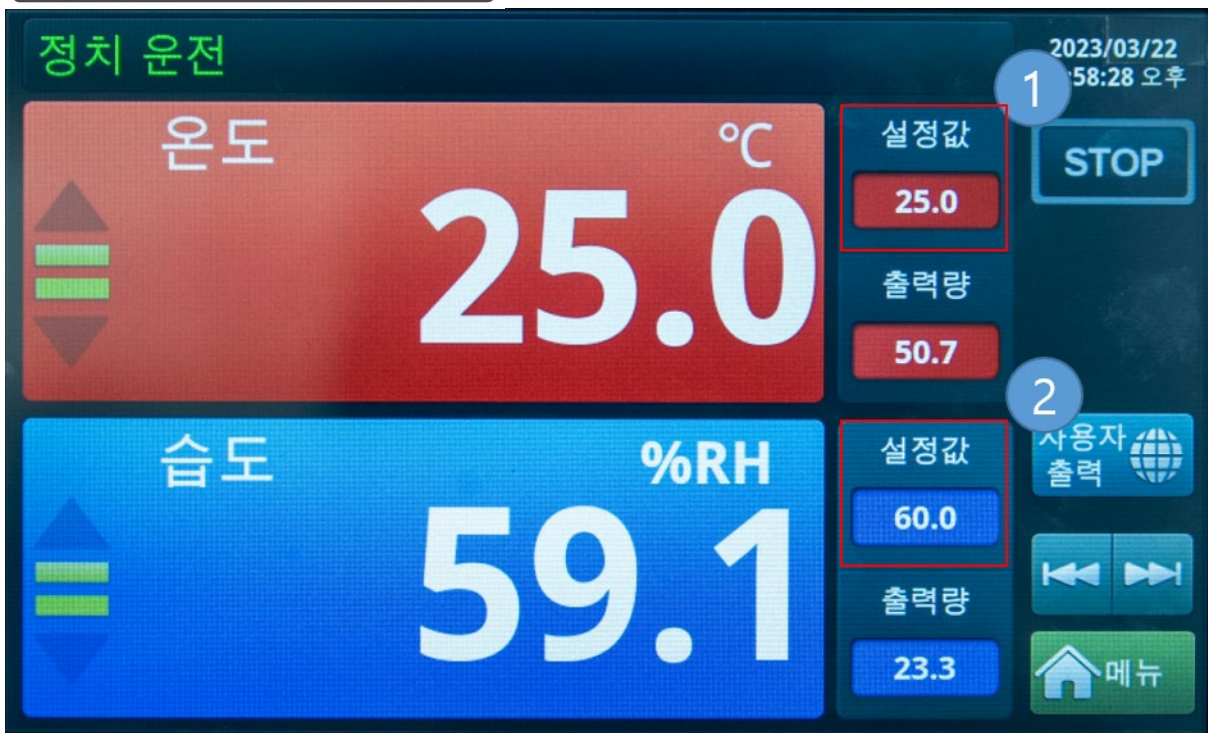 정치 운전
2023/03/22
:58:28 오후
1
온도
℃
25.0
설정값
25.0
STOP
출력량
50.7
2
습도
%RH
59.1
설정값
60.0
사용자
출력
출력량
23.3
메뉴